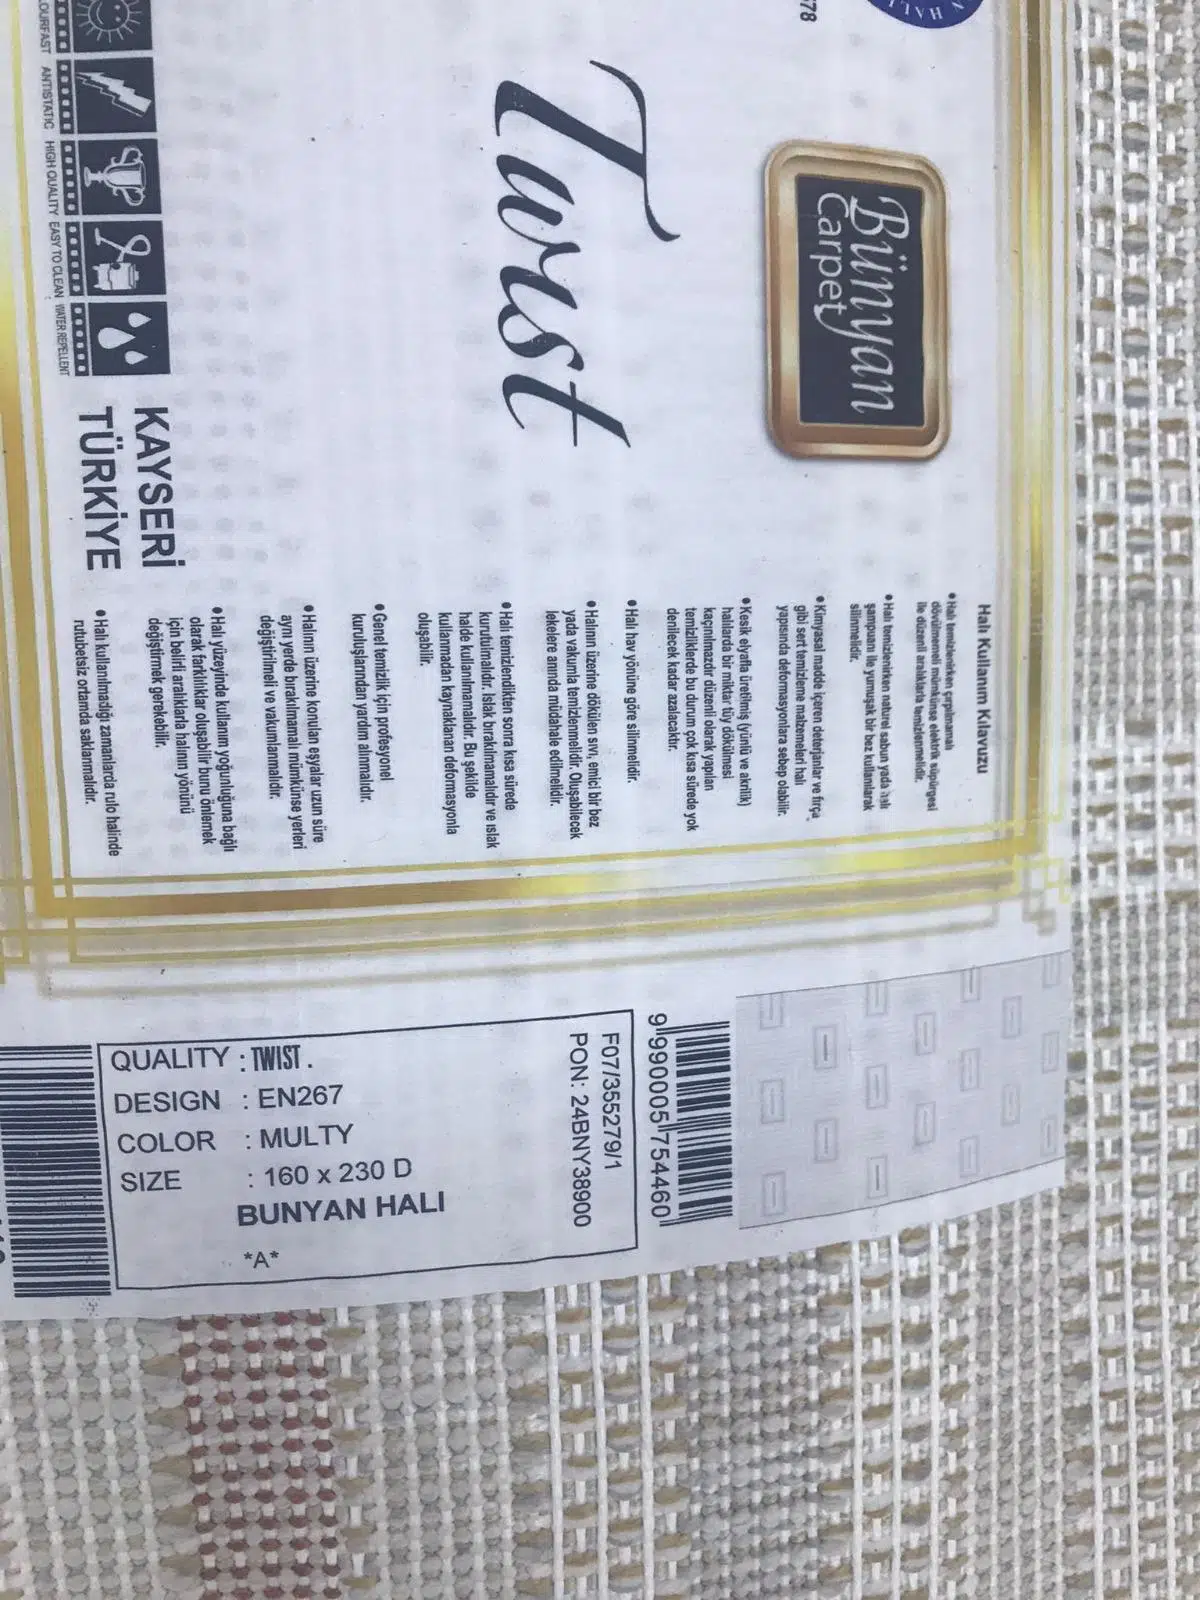 N HALI
78
Bünyan
Carpet
Twist
COLOURFAST
ANTISTATIC
HIGH QUALITY
EASY TO CLEAN
WATER REPELLENT
KAYSERİ
TÜRKİYE
Halı Kullanım Klavuzu
• Halı temizlenirken çırpılmamalı
dövülmemeli mümkünse elektrik süpürgesi
ile düzenli aralıklarla temizlenmelidir.
• Halı temizlenirken naturel sabun yada halı
şampuanı ile yumuşak bir bez kullanılarak
silinmelidir.
• Kimyasal madde içeren deterjanlar ve fırça
gibi sert temizleme malzemeleri halı
yapısında deformasyonlara sebep olabilir.
• Kesik elyafla üretilmiş (yünlü ve akrilik)
halılarda bir miktar tüy dökülmesi
kaçınılmazdır düzenli olarak yapılan
temizliklerde bu durum çok kısa sürede yok
denilecek kadar azalacaktır.
• Halı hav yönüne göre silinmelidir.
• Halının üzerine dökülen sıvı, emici bir bez
yada vakumla temizlenmelidir. Oluşabilecek
lekelere anında müdahale edilmelidir.
• Halı temizlendikten sonra kısa sürede
kurutulmalıdır. Islak bırakılmamalıdır ve ıslak
halde kullanılmamalıdır. Bu şekilde
kullanmadan kaynaklanan deformasyonla
oluşabilir.
• Genel temizlik için profesyonel
kuruluşlarından yardım alınmalıdır.
• Halının üzerine konulan eşyalar uzun süre
aynı yerde bırakılmamalı mümkünse yerleri
değiştirilmeli ve vakumlanmalıdır.
• Halı yüzeyinde kullanım yoğunluğuna bağlı
olarak farklılıklar oluşabilir bunu önlemek
için belirli aralıklarla halının yönünü
değiştirmek gerekebilir.
• Halı kullanılmadığı zamanlarda rulo halinde
rutubetsiz ortamda saklanmalıdır.
9 990005 754460
F07/355279/1
PON: 24BNY38900
QUALITY : TWIST .
DESIGN : EN267
COLOR : MULTY
SIZE : 160 x 230 D
BUNYAN HALI
*A*